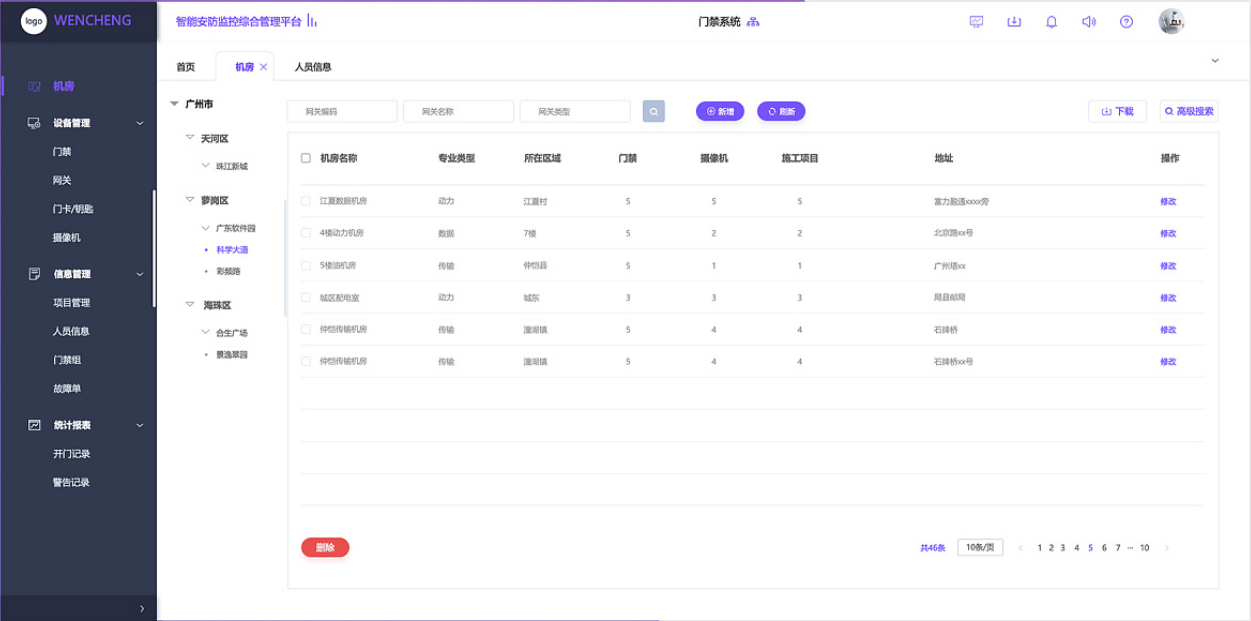 logo WENCHENG
智能安防监控综合管理平台
门禁系统
机房
设备管理
门禁
网关
门卡/钥匙
摄像机
信息管理
项目管理
人员信息
门禁组
故障单
统计报表
开门记录
警告记录
首页 机房 人员信息
广州市
天河区
珠江新城
萝岗区
广东软件园
科学大道
彩频路
海珠区
合生广场
景逸翠园
网关编码 网关名称 网关类型 新增 刷新 下载 高级搜索
机房名称 专业类型 所在区域 门禁 摄像机 施工项目 地址 操作
江夏数据机房 动力 江夏村 5 5 5 富力盈通xxxx旁 修改
4楼动力机房 数据 7楼 5 2 2 北京路xx号 修改
5楼油机房 传输 仲恺县 5 1 1 广州塔xx 修改
城区配电室 动力 城东 3 3 3 局县邮局 修改
仲恺传输机房 传输 潼湖镇 5 4 4 石牌桥 修改
仲恺传输机房 传输 潼湖镇 5 4 4 石牌桥xx号 修改
删除 共46条 10条/页 1 2 3 4 5 6 7 ··· 10